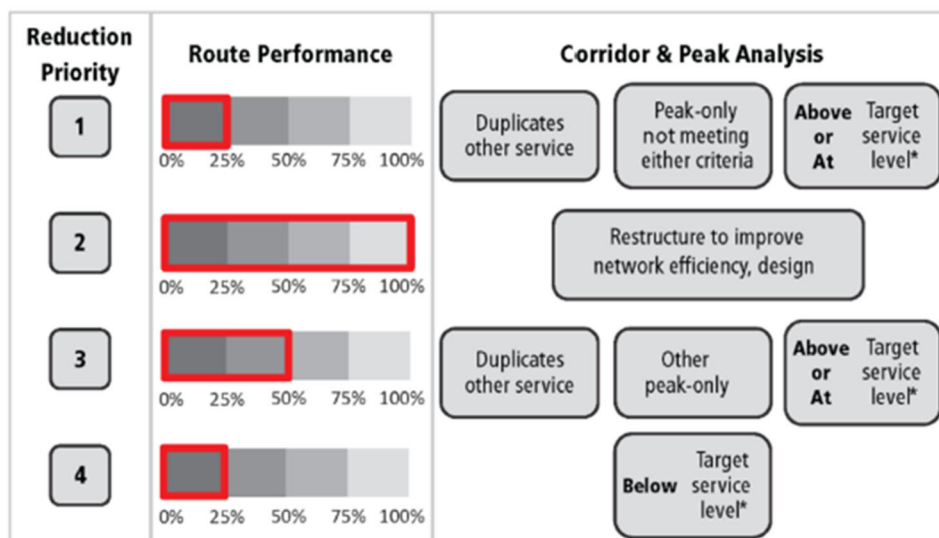 Reduction
Priority
Route Performance
Corridor & Peak Analysis
1
0% 25% 50% 75% 100%
Duplicates
other service
Peak-only
not meeting
either criteria
Above Target
or service
At level*
2
0% 25% 50% 75% 100%
Restructure to improve
network efficiency, design
3
0% 25% 50% 75% 100%
Duplicates
other service
Other
peak-only
Above Target
or service
At level*
4
0% 25% 50% 75% 100%
Target
Below service
level*